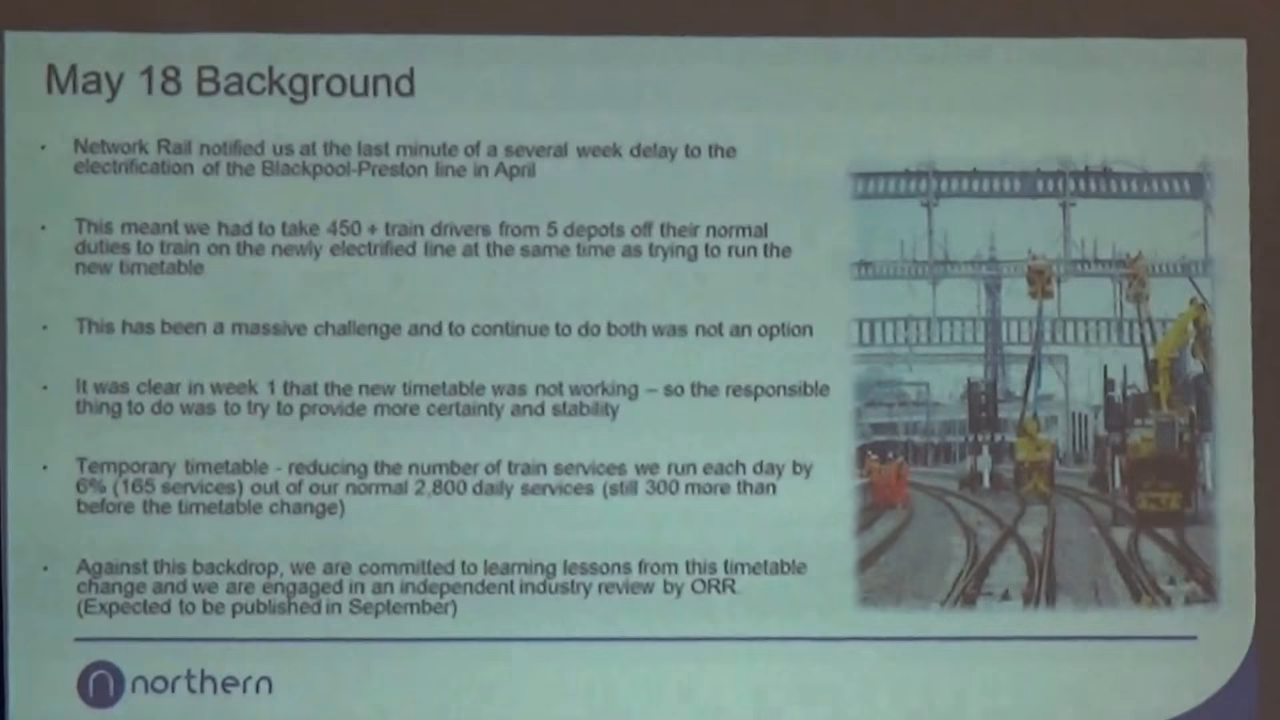 May 18 Background
· Network Rail notified us at the last minute of a several week delay to the
electrification of the Blackpool-Preston line in April
· This meant we had to take 450 + train drivers from 5 depots off their normal
duties to train on the newly electrified line at the same time as trying to run the
new timetable
· This has been a massive challenge and to continue to do both was not an option
· It was clear in week 1 that the new timetable was not working – so the responsible
thing to do was to try to provide more certainty and stability
· Temporary timetable - reducing the number of train services we run each day by
6% (165 services) out of our normal 2,800 daily services (still 300 more than
before the timetable change)
· Against this backdrop, we are committed to learning lessons from this timetable
change and we are engaged in an independent industry review by ORR.
(Expected to be published in September)
n northern